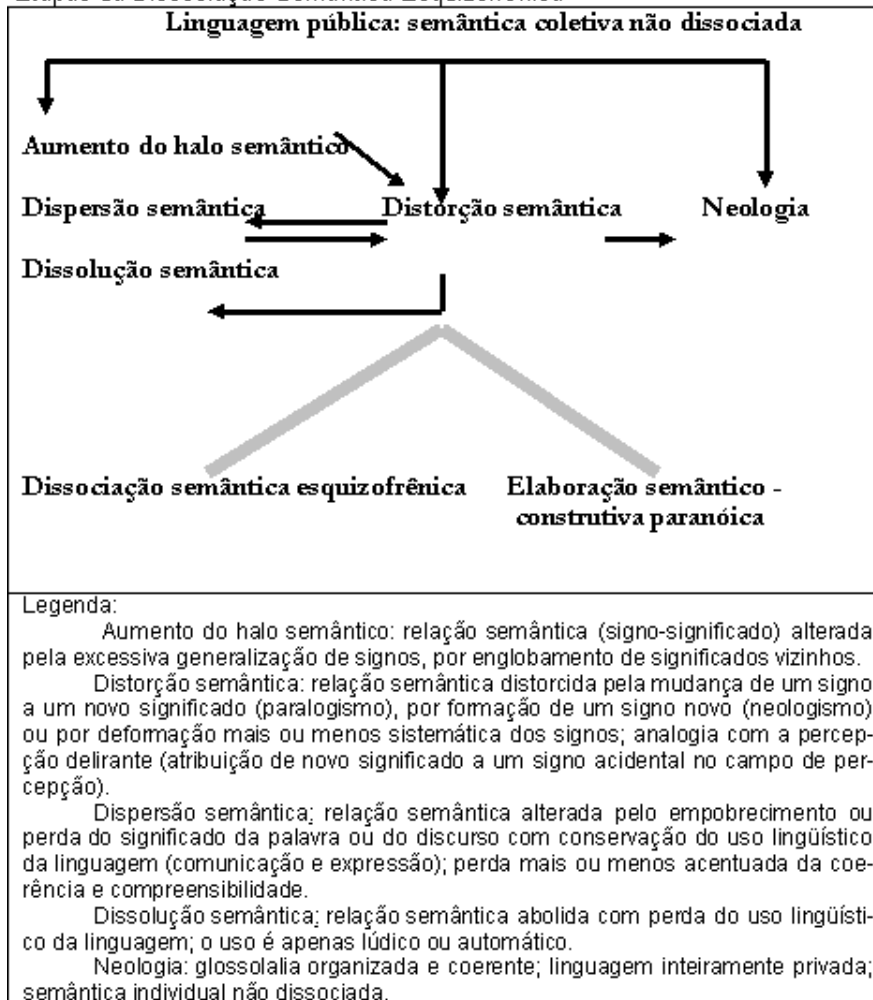 Linguagem pública: semântica coletiva não dissociada
Aumento do halo semântico
Dispersão semântica Distorção semântica Neologia
Dissolução semântica
Dissociação semântica esquizofrênica Elaboração semântico -
construtiva paranóica
Legenda:
Aumento do halo semântico: relação semântica (signo-significado) alterada
pela excessiva generalização de signos, por englobamento de significados vizinhos.
Distorção semântica: relação semântica distorcida pela mudança de um signo
a um novo significado (paralogismo), por formação de um signo novo (neologismo)
ou por deformação mais ou menos sistemática dos signos; analogia com a percep-
ção delirante (atribuição de novo significado a um signo acidental no campo de per-
cepção).
Dispersão semântica; relação semântica alterada pelo empobrecimento ou
perda do significado da palavra ou do discurso com conservação do uso lingüístico
da linguagem (comunicação e expressão); perda mais ou menos acentuada da coe-
rência e compreensibilidade.
Dissolução semântica; relação semântica abolida com perda do uso lingüísti-
co da linguagem; o uso é apenas lúdico ou automático.
Neologia: glossolalia organizada e coerente; linguagem inteiramente privada;
semântica individual não dissociada.